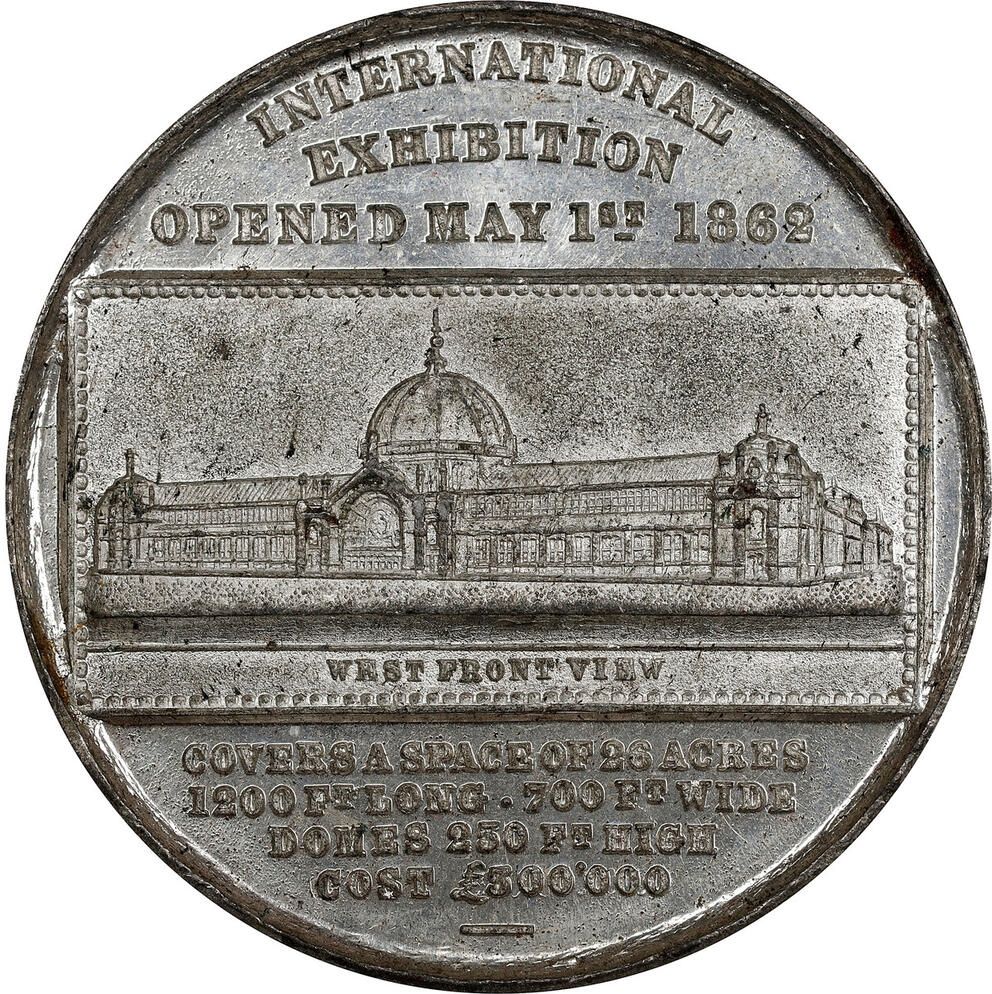 INTERNATIONAL
EXHIBITION
OPENED MAY 1ST 1862
WEST FRONT VIEW
COVERS A SPACE OF 26 ACRES
1200 FT LONG · 700 FT WIDE
DOMES 250 FT HIGH
COST £300'000